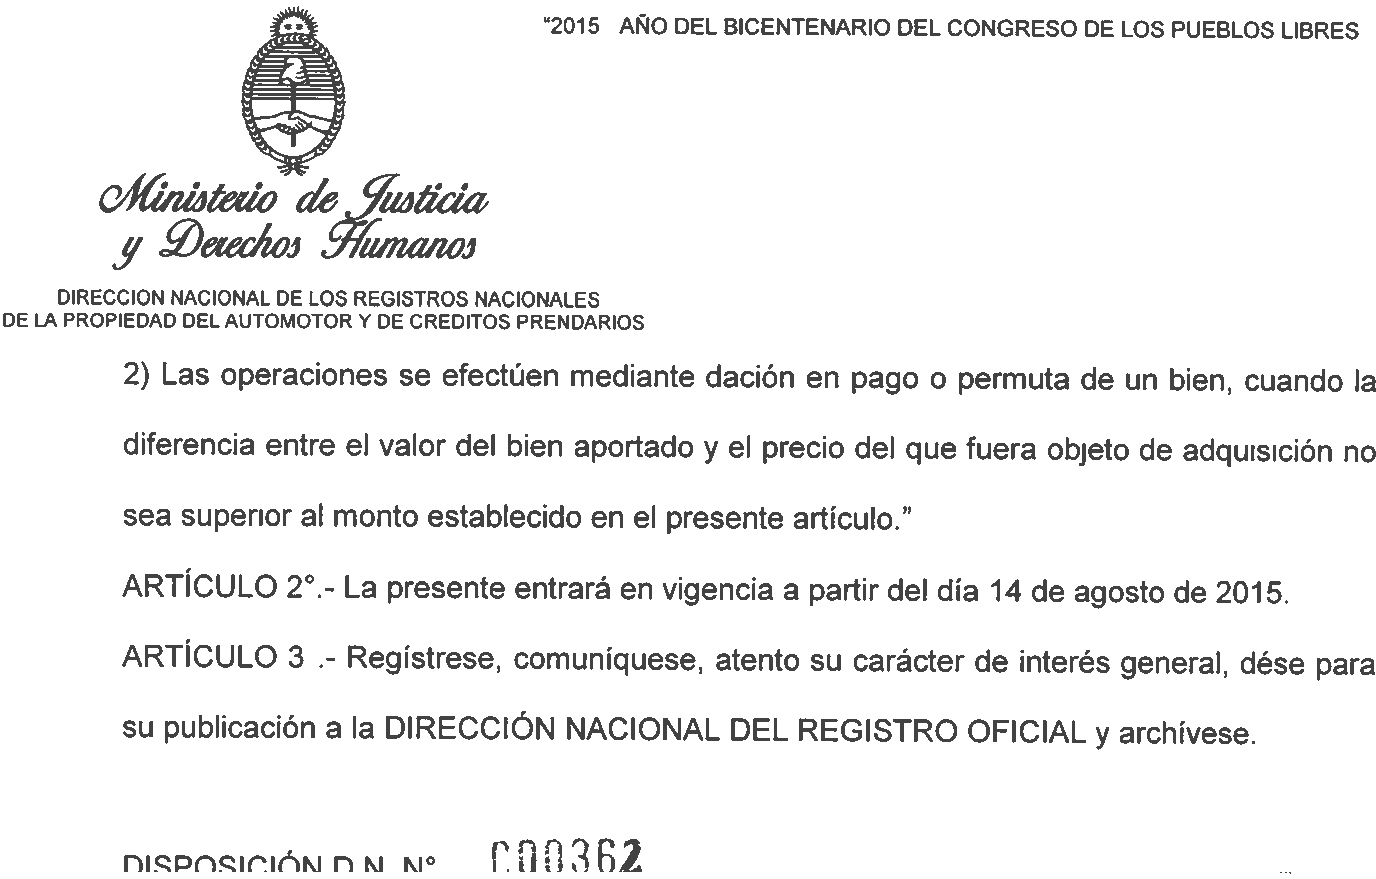 "2015 AÑO DEL BICENTENARIO DEL CONGRESO DE LOS PUEBLOS LIBRES
Ministerio de Justicia
y Derechos Humanos
DIRECCION NACIONAL DE LOS REGISTROS NACIONALES
DE LA PROPIEDAD DEL AUTOMOTOR Y DE CREDITOS PRENDARIOS
2) Las operaciones se efectúen mediante dación en pago o permuta de un bien, cuando la
diferencia entre el valor del bien aportado y el precio del que fuera objeto de adquisición no
sea superior al monto establecido en el presente artículo."
ARTÍCULO 2°.- La presente entrará en vigencia a partir del día 14 de agosto de 2015.
ARTÍCULO 3 .- Regístrese, comuníquese, atento su carácter de interés general, dése para
su publicación a la DIRECCIÓN NACIONAL DEL REGISTRO OFICIAL y archívese.
DISPOSICIÓN D.N. N° 000362